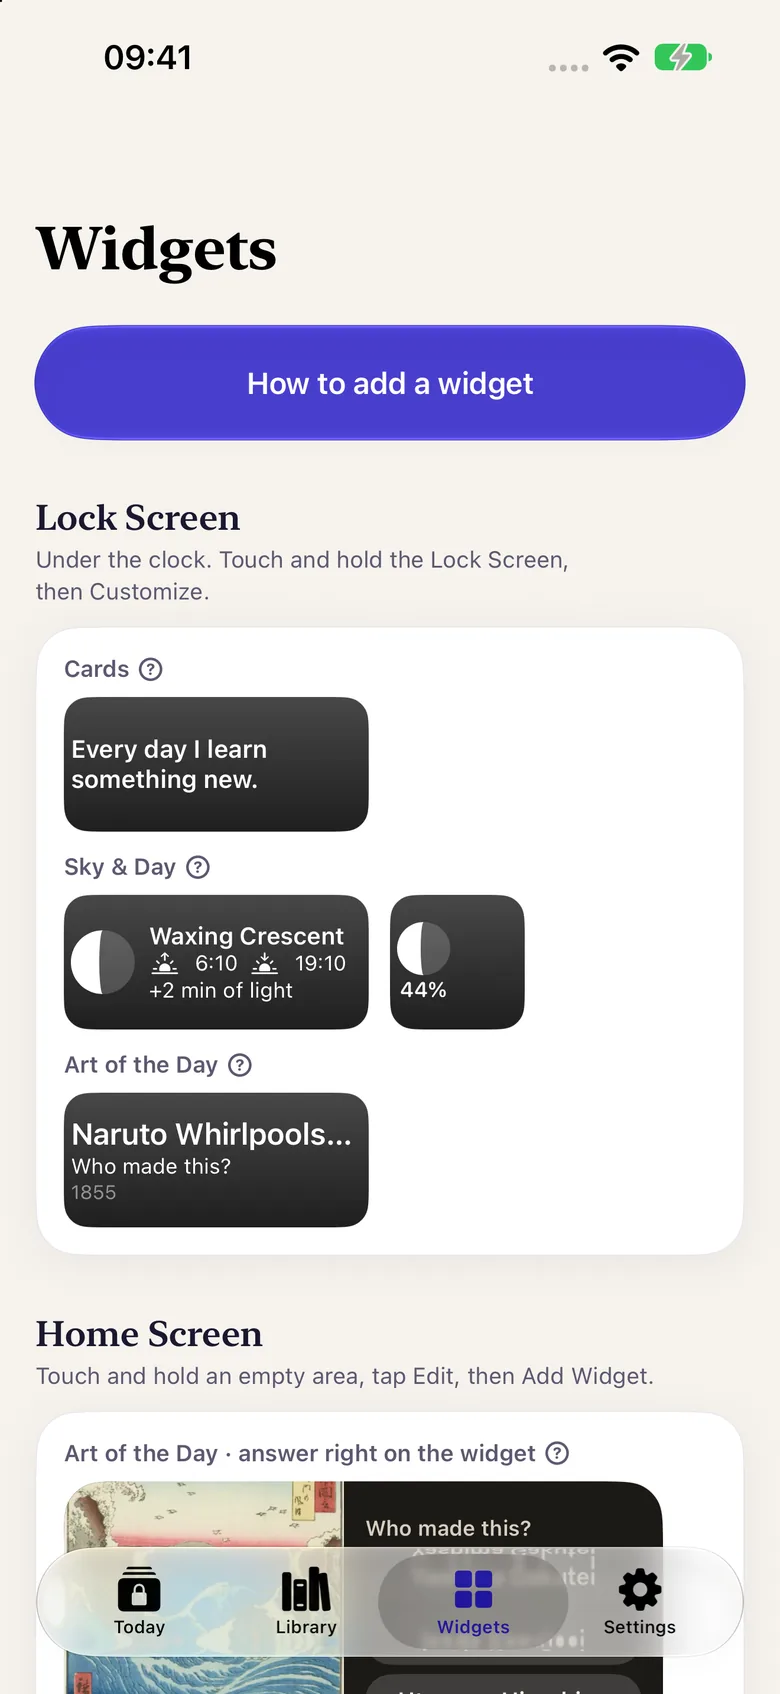 09:41
Widgets
How to add a widget
Lock Screen
Under the clock. Touch and hold the Lock Screen,
then Customize.
Cards ?
Every day I learn
something new.
Sky & Day ?
Waxing Crescent
6:10 19:10
+2 min of light
44%
Art of the Day ?
Naruto Whirlpools...
Who made this?
1855
Home Screen
Touch and hold an empty area, tap Edit, then Add Widget.
Art of the Day · answer right on the widget ?
Who made this?
Today
Library
Widgets
Settings